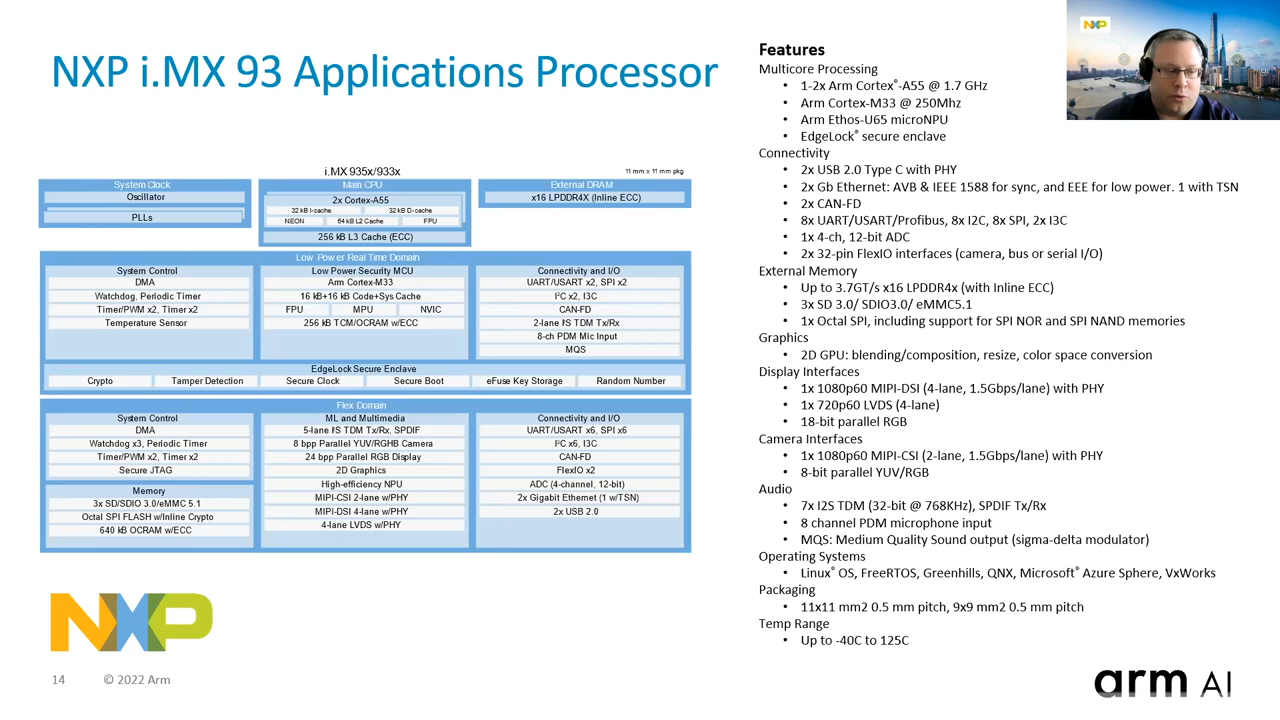 NXP i.MX 93 Applications Processor
i.MX 935x/933x
11 mm x 11 mm pkg
System Clock
Oscillator
PLLs
Main CPU
2x Cortex-A55
32 kB I-cache
32 kB D-cache
NEON
64 kB L2 Cache
FPU
256 kB L3 Cache (ECC)
External DRAM
x16 LPDDR4X (Inline ECC)
Low Power Real Time Domain
System Control
DMA
Watchdog, Periodic Timer
Timer/PWM x2, Timer x2
Temperature Sensor
Low Power Security MCU
Arm Cortex-M33
16 kB+16 kB Code+Sys Cache
FPU
MPU
NVIC
256 kB TCM/OCRAM w/ECC
Connectivity and I/O
UART/USART x2, SPI x2
I²C x2, I3C
CAN-FD
2-lane I²S TDM Tx/Rx
8-ch PDM Mic Input
MQS
EdgeLock Secure Enclave
Crypto
Tamper Detection
Secure Clock
Secure Boot
eFuse Key Storage
Random Number
Flex Domain
System Control
DMA
Watchdog x3, Periodic Timer
Timer/PWM x2, Timer x2
Secure JTAG
Memory
3x SD/SDIO 3.0/eMMC 5.1
Octal SPI FLASH w/Inline Crypto
640 kB OCRAM w/ECC
ML and Multimedia
5-lane I²S TDM Tx/Rx, SPDIF
8 bpp Parallel YUV/RGHB Camera
24 bpp Parallel RGB Display
2D Graphics
High-efficiency NPU
MIPI-CSI 2-lane w/PHY
MIPI-DSI 4-lane w/PHY
4-lane LVDS w/PHY
Connectivity and I/O
UART/USART x6, SPI x6
I²C x6, I3C
CAN-FD
FlexIO x2
ADC (4-channel, 12-bit)
2x Gigabit Ethernet (1 w/TSN)
2x USB 2.0
NXP
14
© 2022 Arm
NXP
Features
Multicore Processing
• 1-2x Arm Cortex®-A55 @ 1.7 GHz
• Arm Cortex-M33 @ 250Mhz
• Arm Ethos-U65 microNPU
• EdgeLock® secure enclave
Connectivity
• 2x USB 2.0 Type C with PHY
• 2x Gb Ethernet: AVB & IEEE 1588 for sync, and EEE for low power. 1 with TSN
• 2x CAN-FD
• 8x UART/USART/Profibus, 8x I2C, 8x SPI, 2x I3C
• 1x 4-ch, 12-bit ADC
• 2x 32-pin FlexIO interfaces (camera, bus or serial I/O)
External Memory
• Up to 3.7GT/s x16 LPDDR4x (with Inline ECC)
• 3x SD 3.0/ SDIO3.0/ eMMC5.1
• 1x Octal SPI, including support for SPI NOR and SPI NAND memories
Graphics
• 2D GPU: blending/composition, resize, color space conversion
Display Interfaces
• 1x 1080p60 MIPI-DSI (4-lane, 1.5Gbps/lane) with PHY
• 1x 720p60 LVDS (4-lane)
• 18-bit parallel RGB
Camera Interfaces
• 1x 1080p60 MIPI-CSI (2-lane, 1.5Gbps/lane) with PHY
• 8-bit parallel YUV/RGB
Audio
• 7x I2S TDM (32-bit @ 768KHz), SPDIF Tx/Rx
• 8 channel PDM microphone input
• MQS: Medium Quality Sound output (sigma-delta modulator)
Operating Systems
• Linux® OS, FreeRTOS, Greenhills, QNX, Microsoft® Azure Sphere, VxWorks
Packaging
• 11x11 mm2 0.5 mm pitch, 9x9 mm2 0.5 mm pitch
Temp Range
• Up to -40C to 125C
arm AI